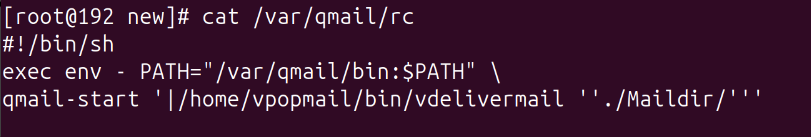 [root@192 new]# cat /var/qmail/rc
#!/bin/sh
exec env - PATH="/var/qmail/bin:$PATH" \
qmail-start '|/home/vpopmail/bin/vdelivermail ''./Maildir/'''